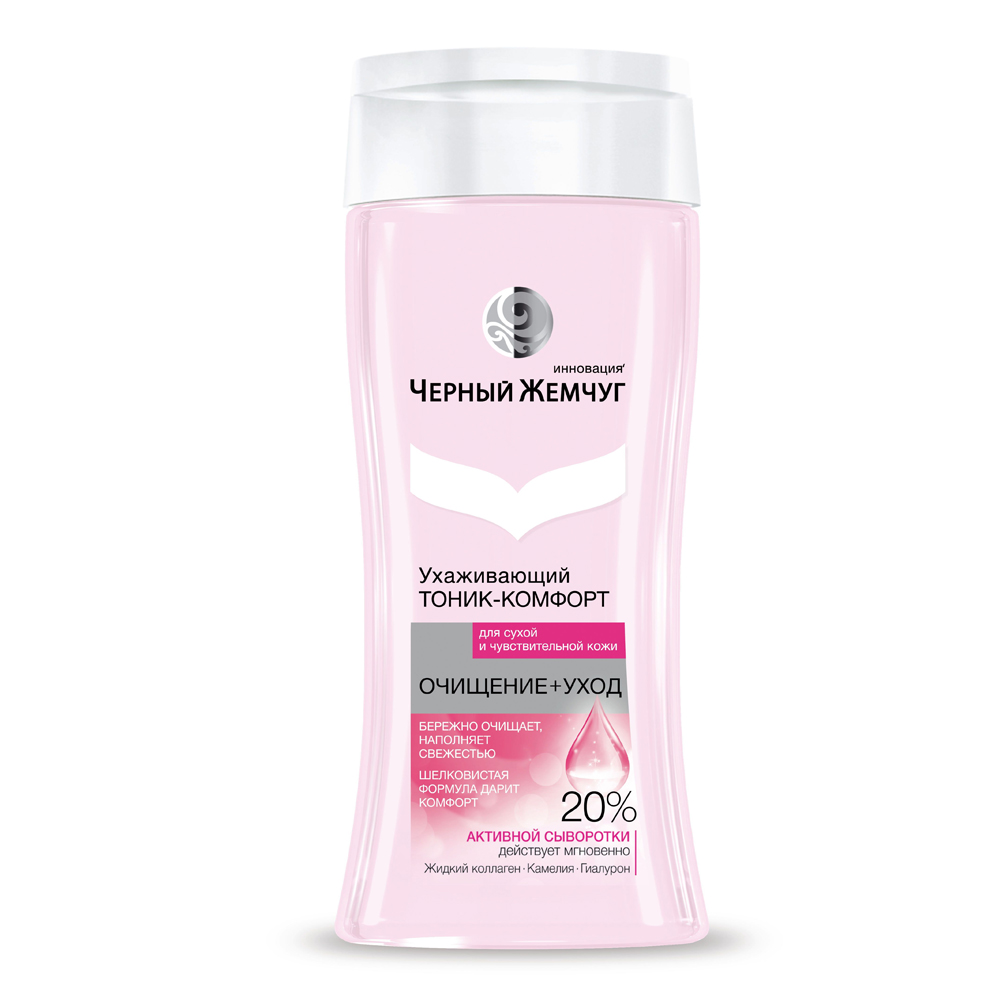 инновация
ЧЕРНЫЙ ЖЕМЧУГ
Ухаживающий
ТОНИК-КОМФОРТ
для сухой
и чувствительной кожи
ОЧИЩЕНИЕ+УХОД
БЕРЕЖНО ОЧИЩАЕТ,
НАПОЛНЯЕТ
СВЕЖЕСТЬЮ
ШЕЛКОВИСТАЯ
ФОРМУЛА ДАРИТ
КОМФОРТ
20%
АКТИВНОЙ СЫВОРОТКИ
действует мгновенно
Жидкий коллаген · Камелия · Гиалурон